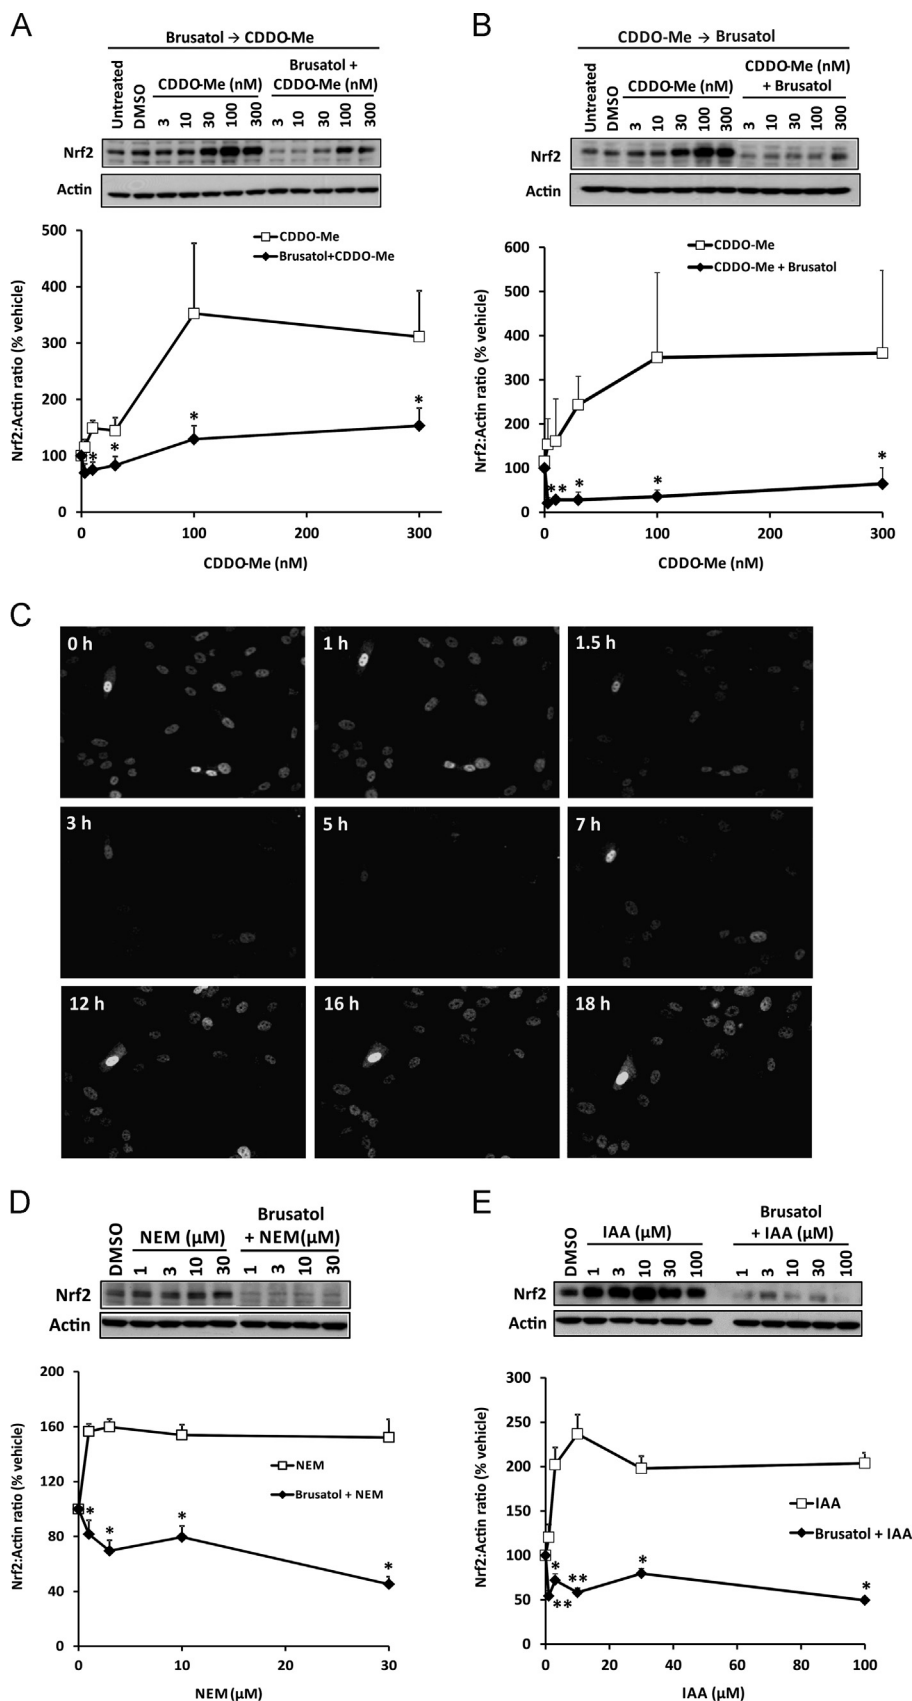 A
Brusatol → CDDO-Me
Untreated
DMSO
CDDO-Me (nM)
3 10 30 100 300
Brusatol +
CDDO-Me (nM)
3 10 30 100 300
Nrf2
Actin
Nrf2:Actin ratio (% vehicle)
500
400
300
200
100
0
CDDO-Me
Brusatol+CDDO-Me
* * * *
0 100 200 300
CDDO-Me (nM)
B
CDDO-Me → Brusatol
Untreated
DMSO
CDDO-Me (nM)
3 10 30 100 300
CDDO-Me (nM)
+ Brusatol
3 10 30 100 300
Nrf2
Actin
Nrf2:Actin ratio (% vehicle)
600
500
400
300
200
100
0
CDDO-Me
CDDO-Me + Brusatol
** * * *
0 100 200 300
CDDO-Me (nM)
C
0 h
1 h
1.5 h
3 h
5 h
7 h
12 h
16 h
18 h
D
DMSO
NEM (μM)
1 3 10 30
Brusatol
+ NEM(μM)
1 3 10 30
Nrf2
Actin
Nrf2:Actin ratio (% vehicle)
200
160
120
80
40
0
NEM
Brusatol + NEM
* * * *
0 10 20 30
NEM (μM)
E
DMSO
IAA (μM)
1 3 10 30 100
Brusatol
+ IAA (μM)
1 3 10 30 100
Nrf2
Actin
Nrf2:Actin ratio (% vehicle)
300
250
200
150
100
50
0
IAA
Brusatol + IAA
** * ** * *
0 20 40 60 80 100
IAA (μM)